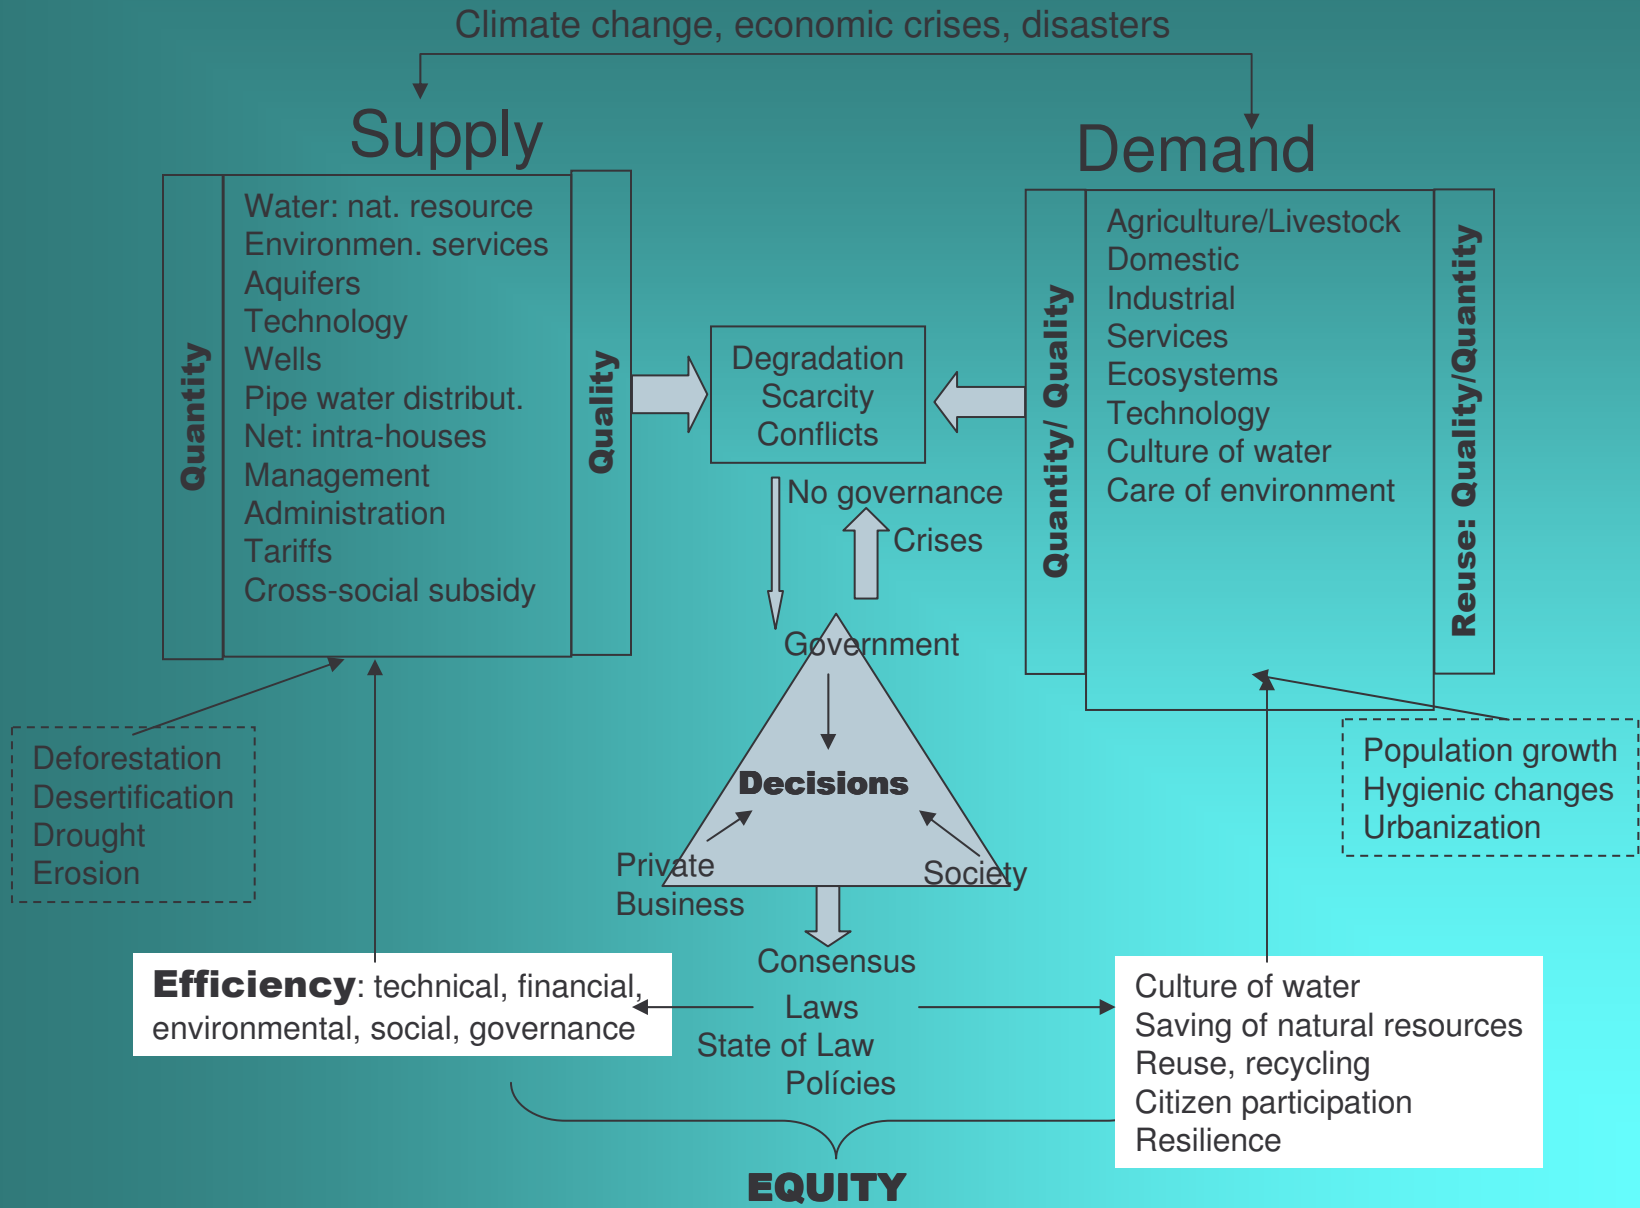 Climate change, economic crises, disasters
Supply
Demand
Quantity
Water: nat. resource
Environmen. services
Aquifers
Technology
Wells
Pipe water distribut.
Net: intra-houses
Management
Administration
Tariffs
Cross-social subsidy
Quality
Degradation
Scarcity
Conflicts
Quantity/ Quality
Agriculture/Livestock
Domestic
Industrial
Services
Ecosystems
Technology
Culture of water
Care of environment
Reuse: Quality/Quantity
No governance
Crises
Government
Decisions
Private
Business
Society
Deforestation
Desertification
Drought
Erosion
Population growth
Hygienic changes
Urbanization
Efficiency: technical, financial,
environmental, social, governance
Consensus
Laws
State of Law
Polícies
Culture of water
Saving of natural resources
Reuse, recycling
Citizen participation
Resilience
EQUITY